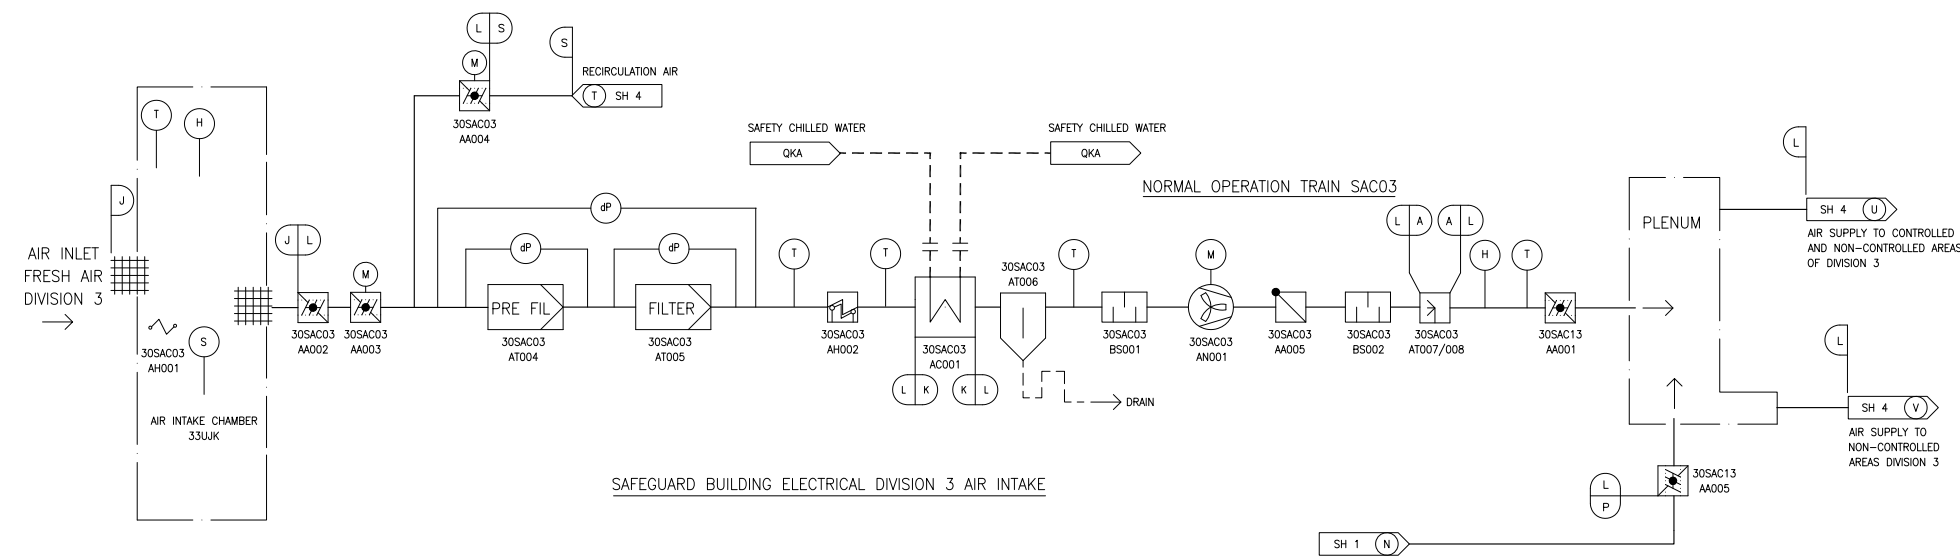 L S
S
M
RECIRCULATION AIR
T SH 4
30SAC03
AA004
T
H
J
AIR INLET
FRESH AIR
DIVISION 3
30SAC03
AH001
S
AIR INTAKE CHAMBER
33UJK
J L
M
30SAC03
AA002
30SAC03
AA003
dP
dP
dP
PRE FIL
30SAC03
AT004
FILTER
30SAC03
AT005
SAFETY CHILLED WATER
QKA
SAFETY CHILLED WATER
QKA
NORMAL OPERATION TRAIN SAC03
T
T
30SAC03
AH002
30SAC03
AC001
L K
K L
30SAC03
AT006
DRAIN
T
30SAC03
BS001
M
30SAC03
AN001
30SAC03
AA005
30SAC03
BS002
L A
A L
30SAC03
AT007/008
H
T
30SAC13
AA001
PLENUM
L
SH 4 U
AIR SUPPLY TO CONTROLLED
AND NON-CONTROLLED AREAS
OF DIVISION 3
L
SH 4 V
AIR SUPPLY TO
NON-CONTROLLED
AREAS DIVISION 3
30SAC13
AA005
L
P
SH 1 N
SAFEGUARD BUILDING ELECTRICAL DIVISION 3 AIR INTAKE